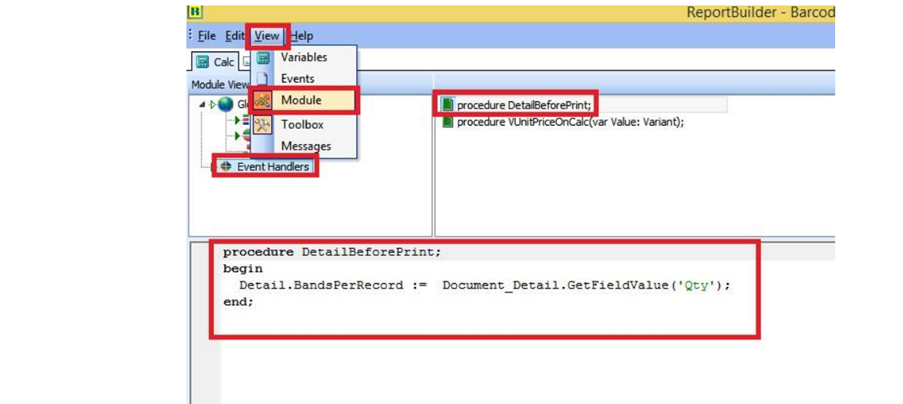 R
ReportBuilder - Barcod
File Edit View Help
Calc
Variables
Module View
Events
Module
Toolbox
Messages
Event Handlers
procedure DetailBeforePrint;
procedure VUnitPriceOnCalc(var Value: Variant);
procedure DetailBeforePrint;
begin
Detail.BandsPerRecord := Document_Detail.GetFieldValue('Qty');
end;